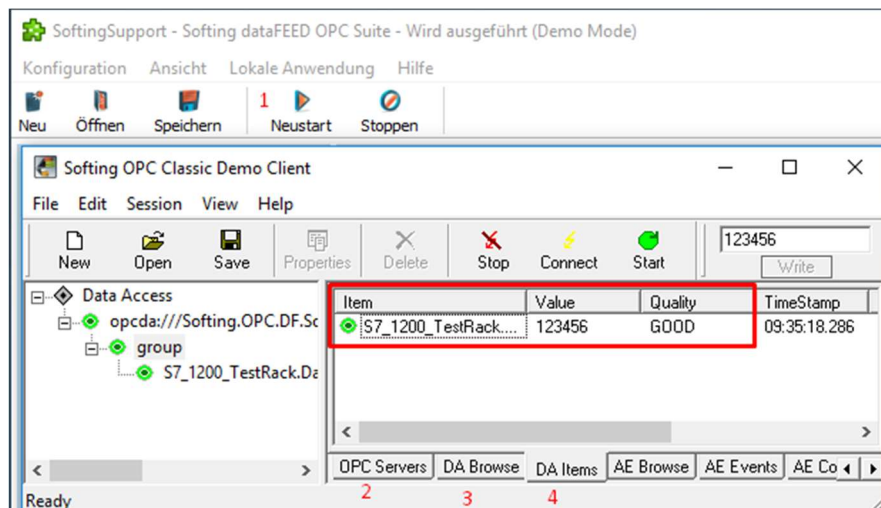 SoftingSupport - Softing dataFEED OPC Suite - Wird ausgeführt (Demo Mode)
Konfiguration Ansicht Lokale Anwendung Hilfe
1
Neu Öffnen Speichern Neustart Stoppen
Softing OPC Classic Demo Client
File Edit Session View Help
123456
New Open Save Properties Delete Stop Connect Start Write
Data Access
opcda:///Softing.OPC.DF.Sc
group
S7_1200_TestRack.Da
Item Value Quality TimeStamp
S7_1200_TestRack.... 123456 GOOD 09:35:18.286
OPC Servers DA Browse DA Items AE Browse AE Events AE Co
2 3 4
Ready